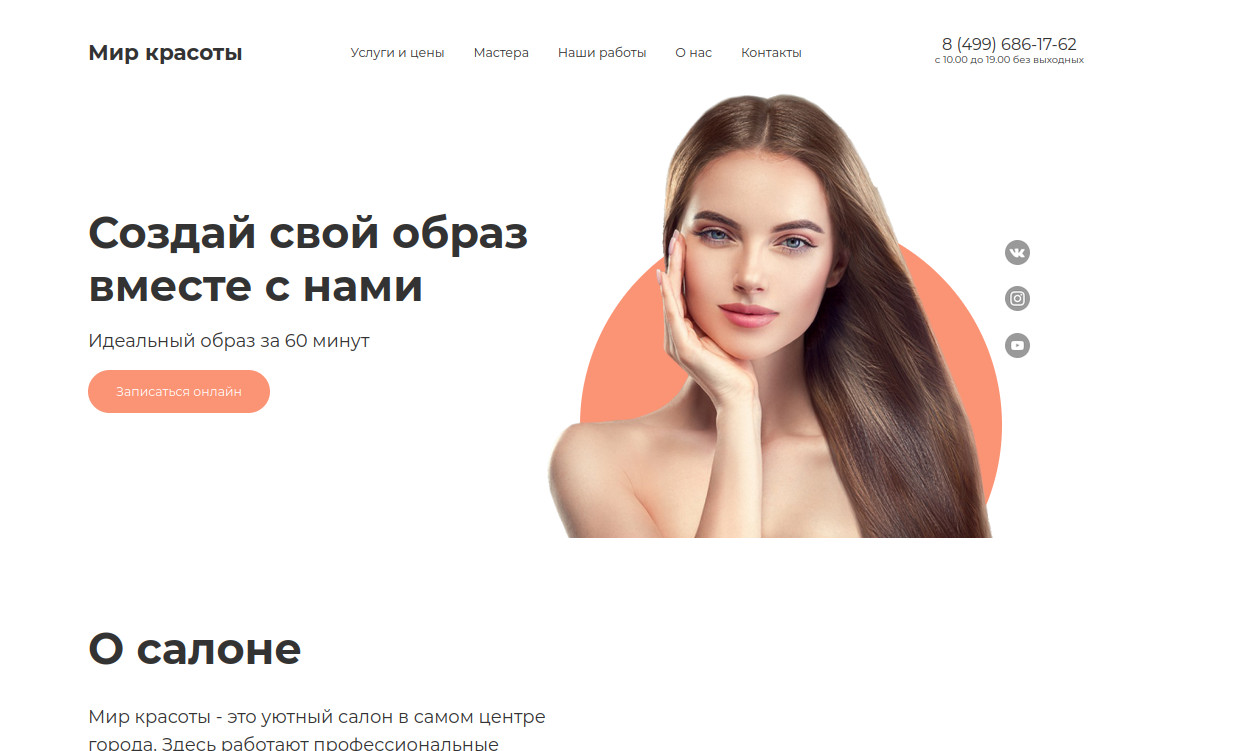 Мир красоты
Услуги и цены
Мастера
Наши работы
О нас
Контакты
8 (499) 686-17-62
с 10.00 до 19.00 без выходных
Создай свой образ
вместе с нами
Идеальный образ за 60 минут
Записаться онлайн
О салоне
Мир красоты - это уютный салон в самом центре
города. Здесь работают профессиональные